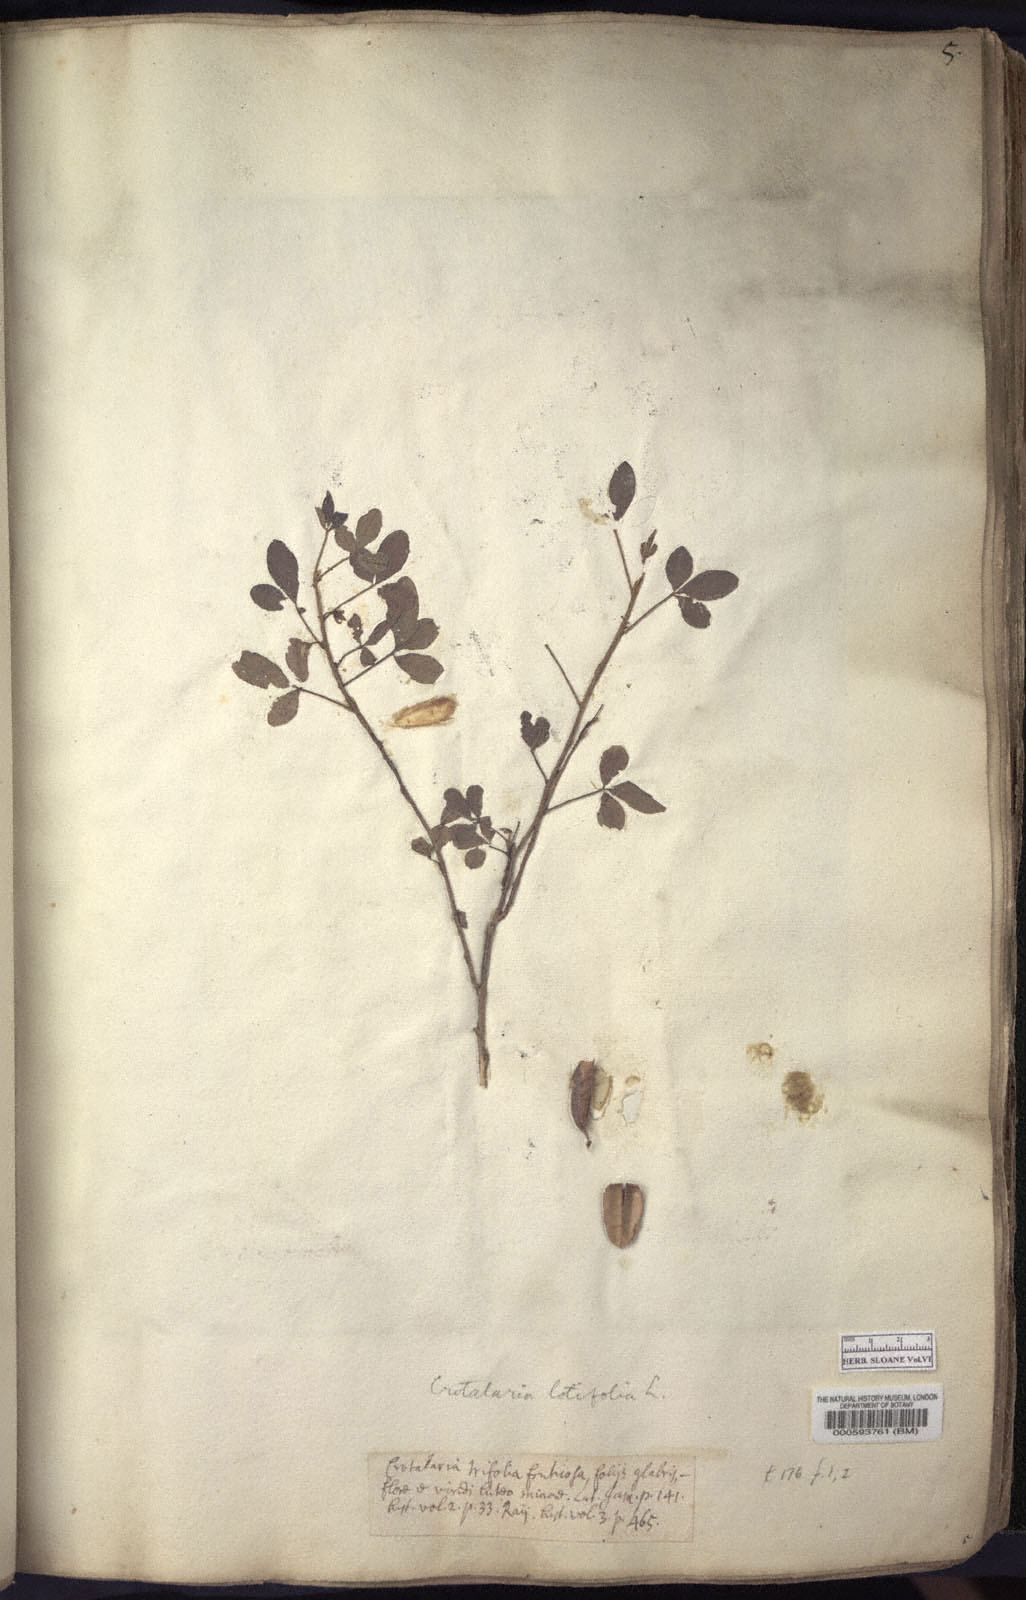 5.
HERB. SLOANE Vol.VI
THE NATURAL HISTORY MUSEUM, LONDON
DEPARTMENT OF BOTANY
000593761 (BM)
Crotalaria lotifolia L.
Crotalaria trifolia fruticosa, folijs glabris, –
flore e viridi luteo minore. Cat. Jam. p. 141.
hist. vol. 2. p. 33. Raij. hist. vol. 3. p. 465.
t 176 f. 1, 2